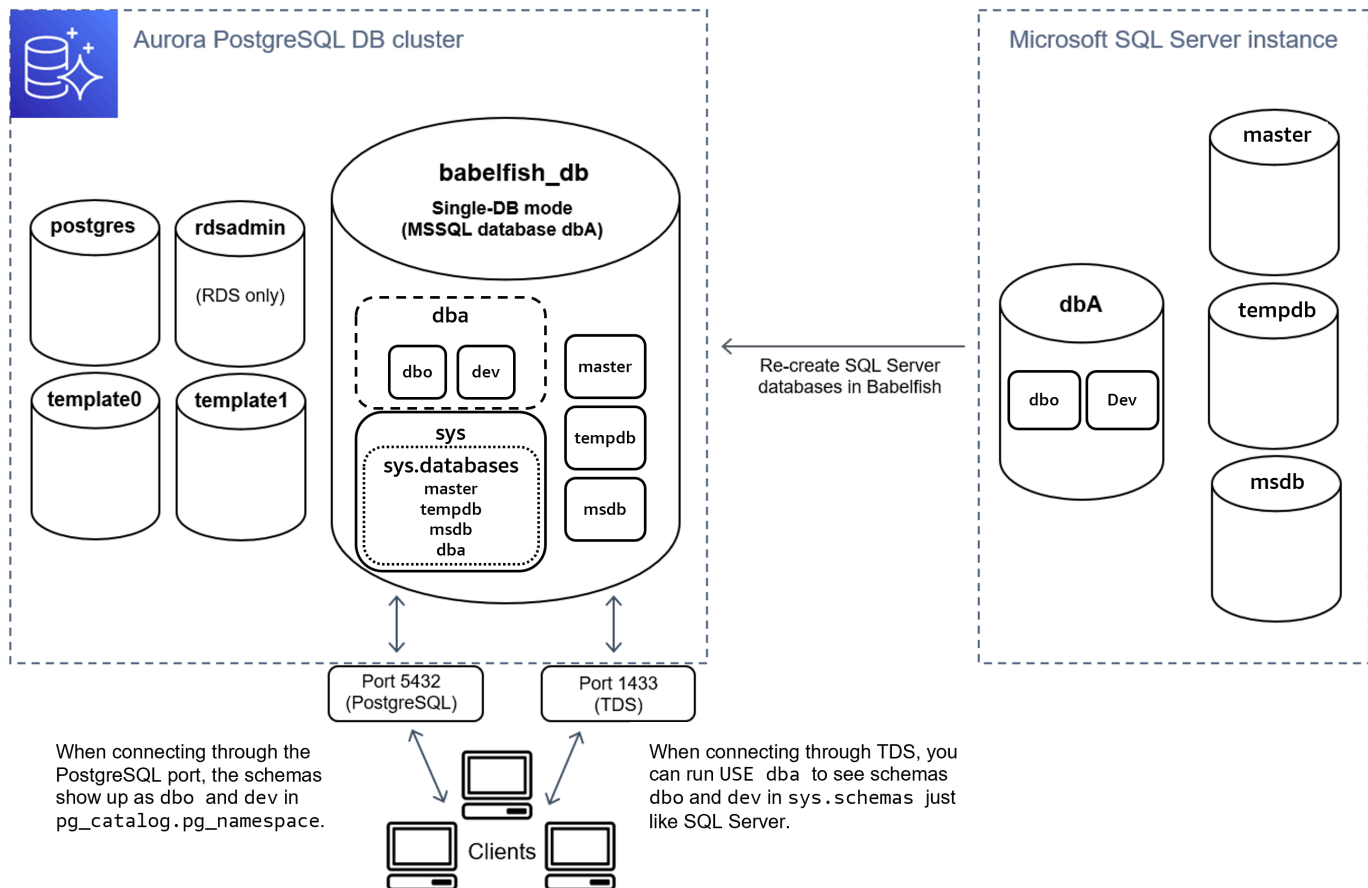 Aurora PostgreSQL DB cluster
postgres
rdsadmin
(RDS only)
template0
template1
babelfish_db
Single-DB mode
(MSSQL database dbA)
dba
dbo
dev
sys
sys.databases
master
tempdb
msdb
dba
master
tempdb
msdb
Re-create SQL Server
databases in Babelfish
Microsoft SQL Server instance
dbA
dbo
Dev
master
tempdb
msdb
Port 5432
(PostgreSQL)
Port 1433
(TDS)
When connecting through the
PostgreSQL port, the schemas
show up as dbo and dev in
pg_catalog.pg_namespace.
Clients
When connecting through TDS, you
can run USE dba to see schemas
dbo and dev in sys.schemas just
like SQL Server.